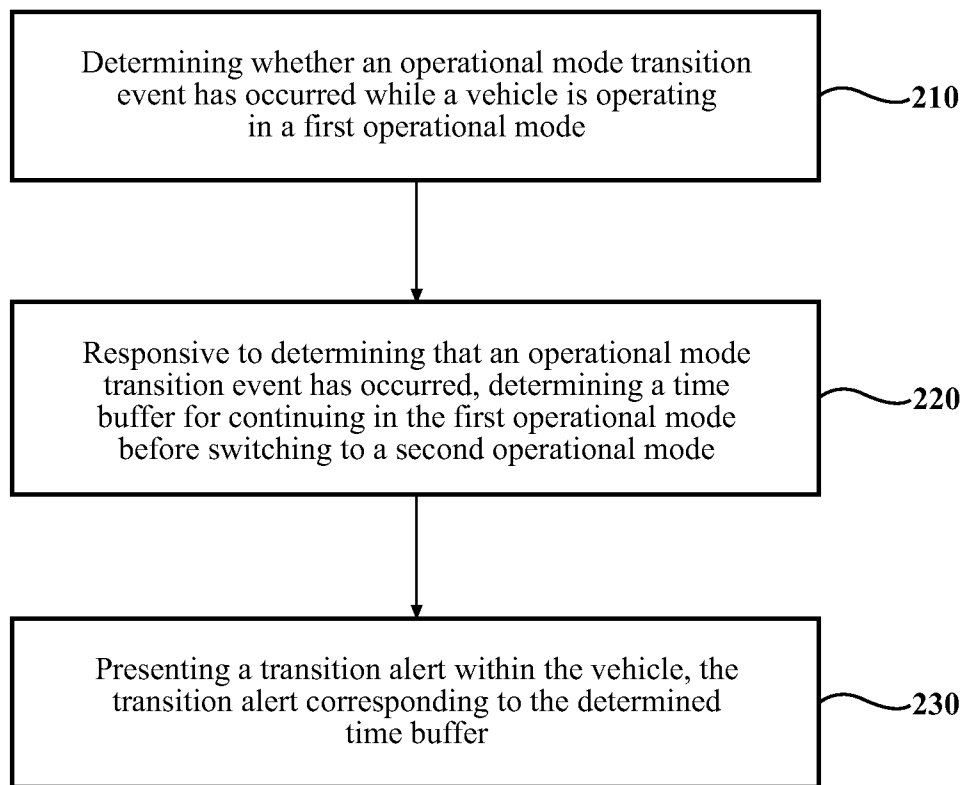 Determining whether an operational mode transition
event has occurred while a vehicle is operating
in a first operational mode
210
Responsive to determining that an operational mode
transition event has occurred, determining a time
buffer for continuing in the first operational mode
before switching to a second operational mode
220
Presenting a transition alert within the vehicle, the
transition alert corresponding to the determined
time buffer
230